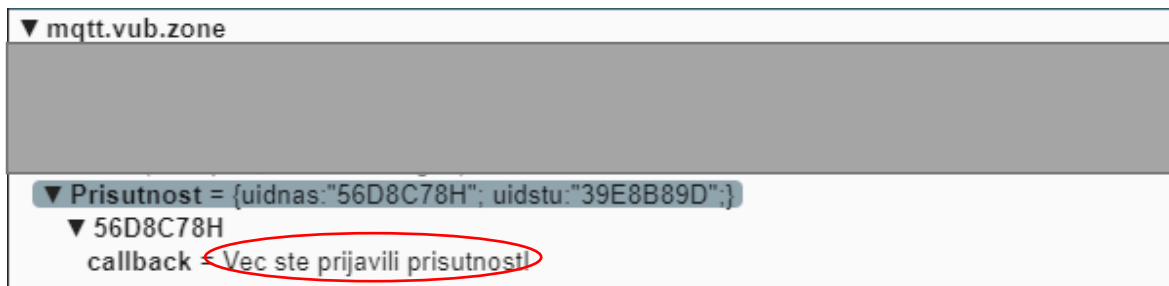 ▼ mqtt.vub.zone
▼ Prisutnost = {uidnas:"56D8C78H"; uidstu:"39E8B89D";}
▼ 56D8C78H
callback = Vec ste prijavili prisutnost!